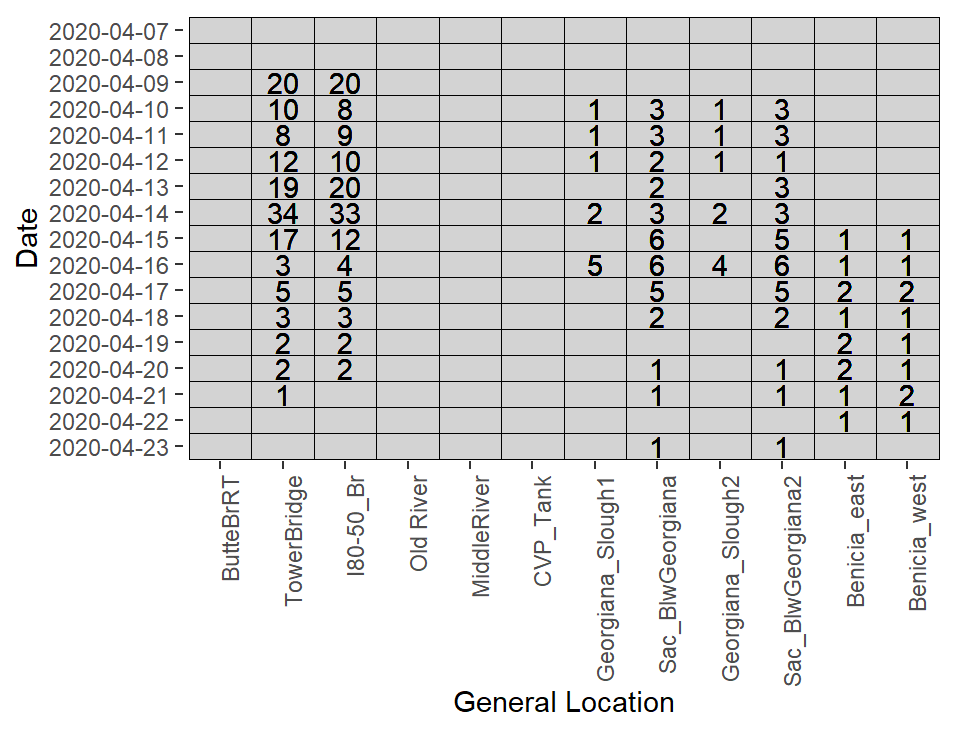 2020-04-07
2020-04-08
2020-04-09 20 20
2020-04-10 10 8 1 3 1 3
2020-04-11 8 9 1 3 1 3
2020-04-12 12 10 1 2 1 1
2020-04-13 19 20 2 3
2020-04-14 34 33 2 3 2 3
2020-04-15 17 12 6 5 1 1
2020-04-16 3 4 5 6 4 6 1 1
2020-04-17 5 5 5 5 2 2
2020-04-18 3 3 2 2 1 1
2020-04-19 2 2 2 1
2020-04-20 2 2 1 1 2 1
2020-04-21 1 1 1 1 2
2020-04-22 1 1
2020-04-23 1 1
Date
ButteBrRT
TowerBridge
I80-50_Br
Old River
MiddleRiver
CVP_Tank
Georgiana_Slough1
Sac_BlwGeorgiana
Georgiana_Slough2
Sac_BlwGeorgiana2
Benicia_east
Benicia_west
General Location